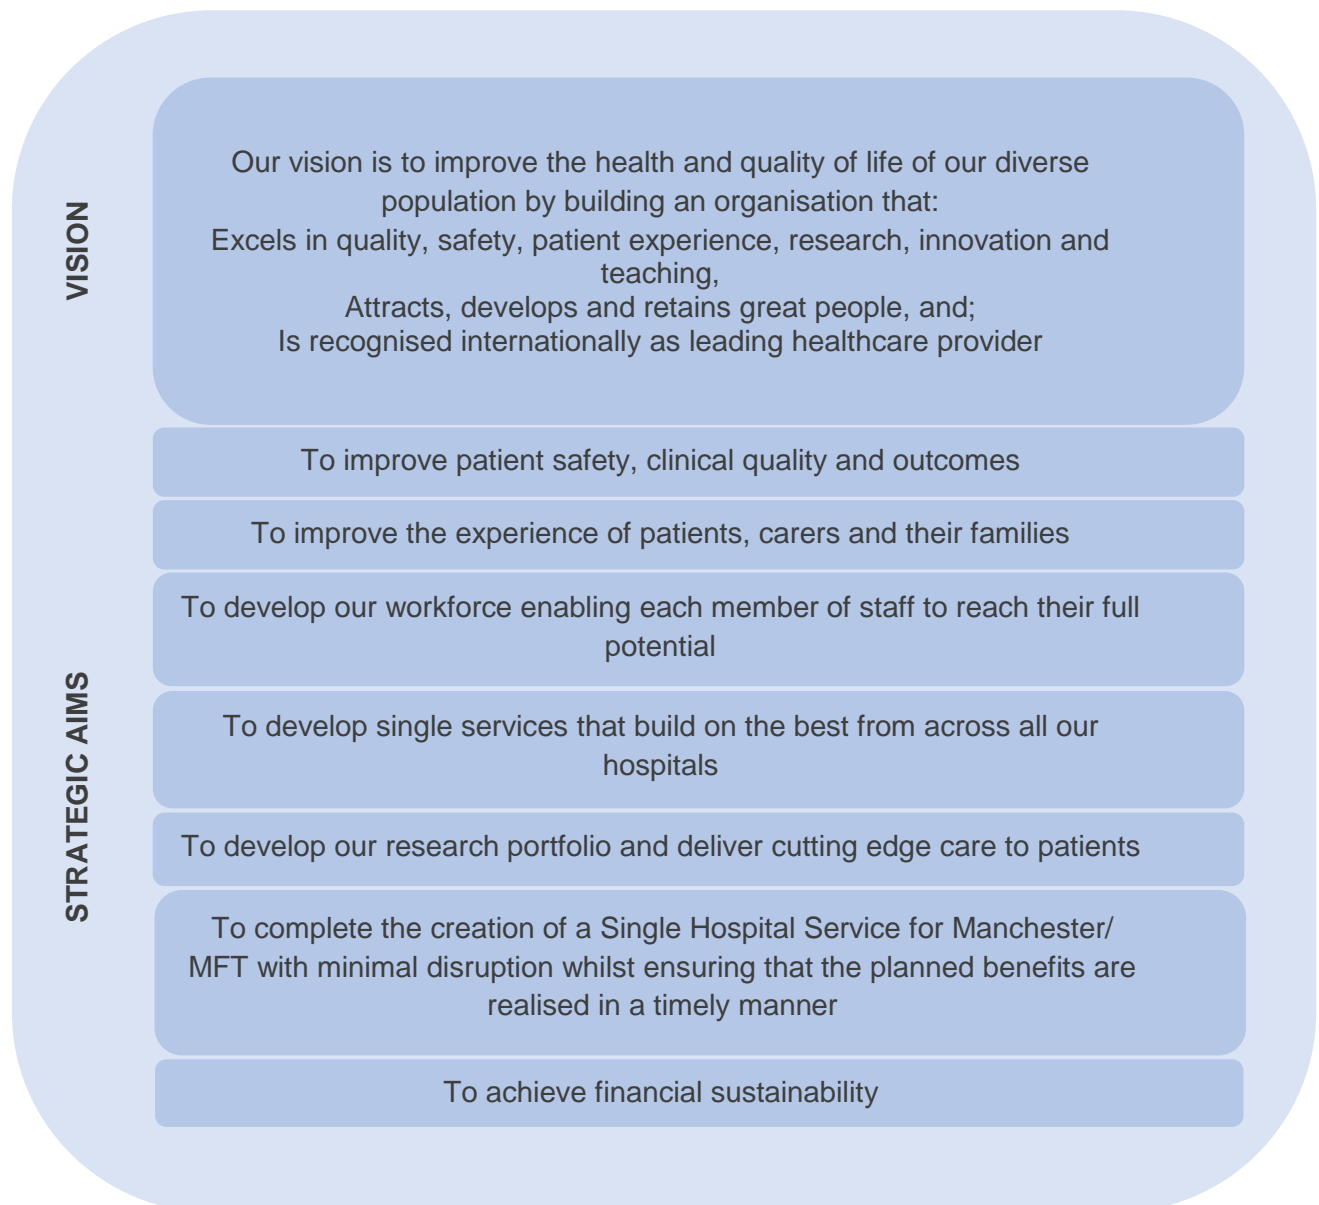 VISION
Our vision is to improve the health and quality of life of our diverse
population by building an organisation that:
Excels in quality, safety, patient experience, research, innovation and
teaching,
Attracts, develops and retains great people, and;
Is recognised internationally as leading healthcare provider
STRATEGIC AIMS
To improve patient safety, clinical quality and outcomes
To improve the experience of patients, carers and their families
To develop our workforce enabling each member of staff to reach their full
potential
To develop single services that build on the best from across all our
hospitals
To develop our research portfolio and deliver cutting edge care to patients
To complete the creation of a Single Hospital Service for Manchester/
MFT with minimal disruption whilst ensuring that the planned benefits are
realised in a timely manner
To achieve financial sustainability